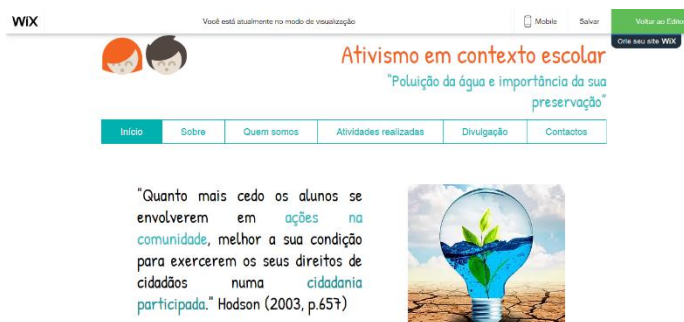 WiX
Você está atualmente no modo de visualização
Mobile
Salvar
Voltar ao Editor
Crie seu site WiX
Ativismo em contexto escolar
"Poluição da água e importância da sua
preservação"
Início
Sobre
Quem somos
Atividades realizadas
Divulgação
Contactos
"Quanto mais cedo os alunos se
envolverem em ações na
comunidade, melhor a sua condição
para exercerem os seus direitos de
cidadãos numa cidadania
participada." Hodson (2003, p.657)